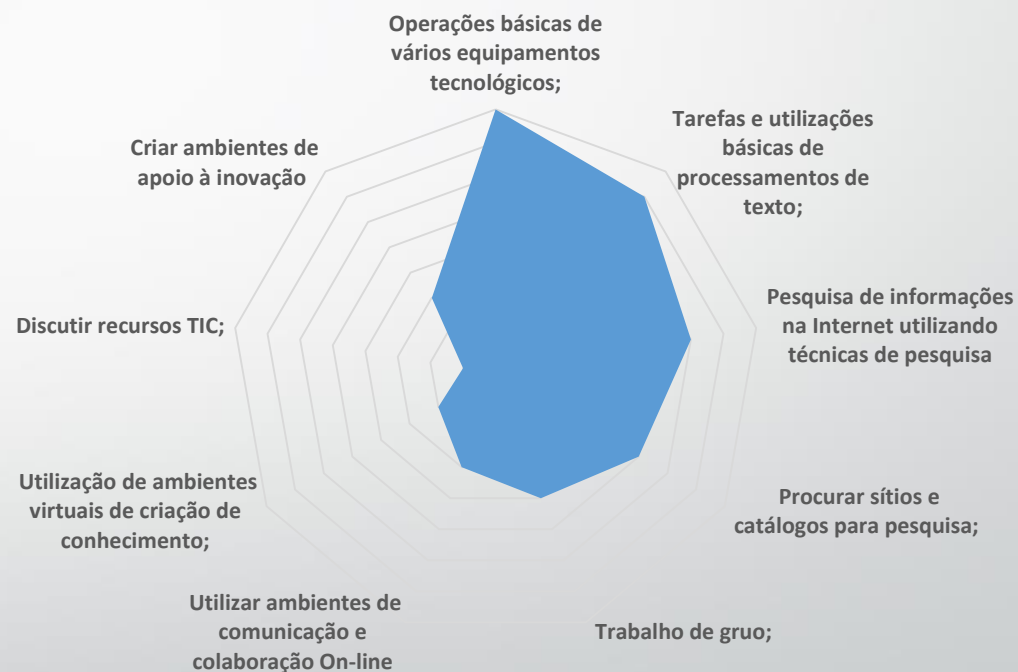 Operações básicas de
vários equipamentos
tecnológicos;
Tarefas e utilizações
básicas de
processamentos de
texto;
Pesquisa de informações
na Internet utilizando
técnicas de pesquisa
Procurar sítios e
catálogos para pesquisa;
Trabalho de gruo;
Utilizar ambientes de
comunicação e
colaboração On-line
Utilização de ambientes
virtuais de criação de
conhecimento;
Discutir recursos TIC;
Criar ambientes de
apoio à inovação